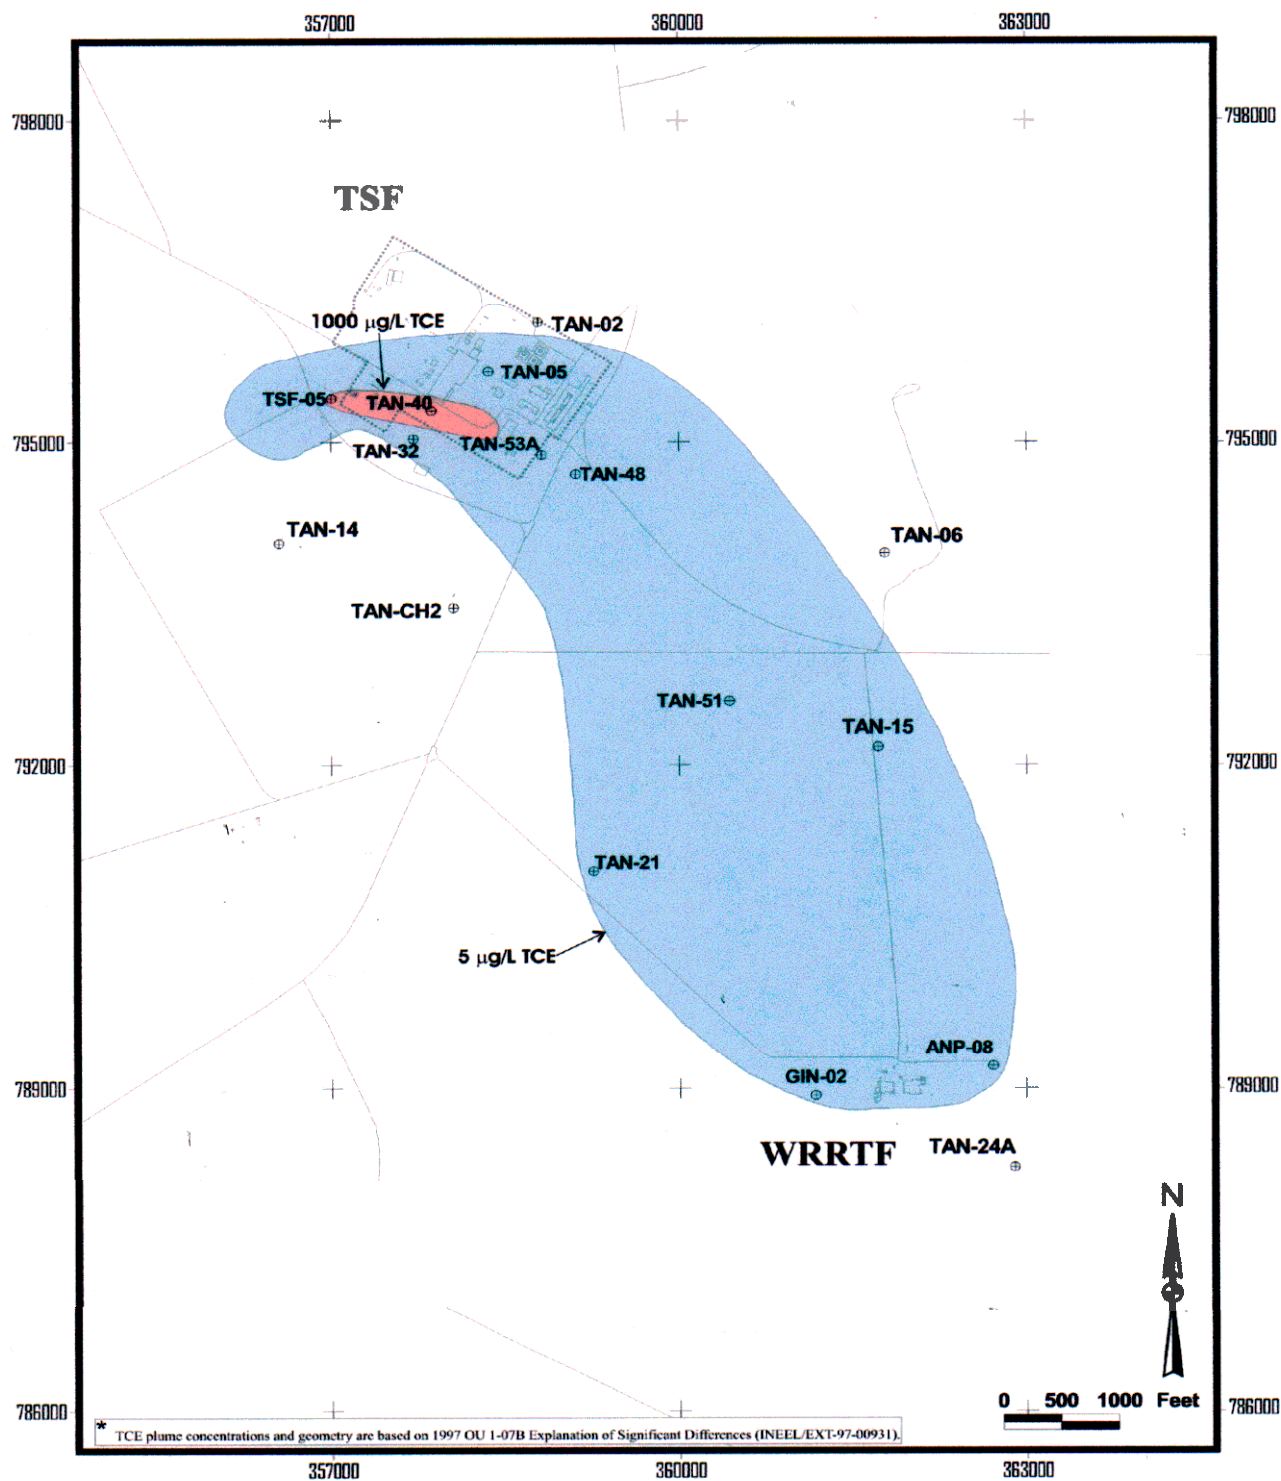 357000 360000 363000
798000 798000
TSF
1000 µg/L TCE
TAN-02
TAN-05
TSF-05
TAN-40
795000 795000
TAN-32
TAN-53A
TAN-48
TAN-14
TAN-06
TAN-CH2
TAN-51
TAN-15
792000 792000
TAN-21
5 µg/L TCE
ANP-08
GIN-02
789000 789000
WRRTF
TAN-24A
N
0 500 1000 Feet
786000 786000
* TCE plume concentrations and geometry are based on 1997 OU 1-07B Explanation of Significant Differences (INEEL/EXT-97-00931).
357000 360000 363000